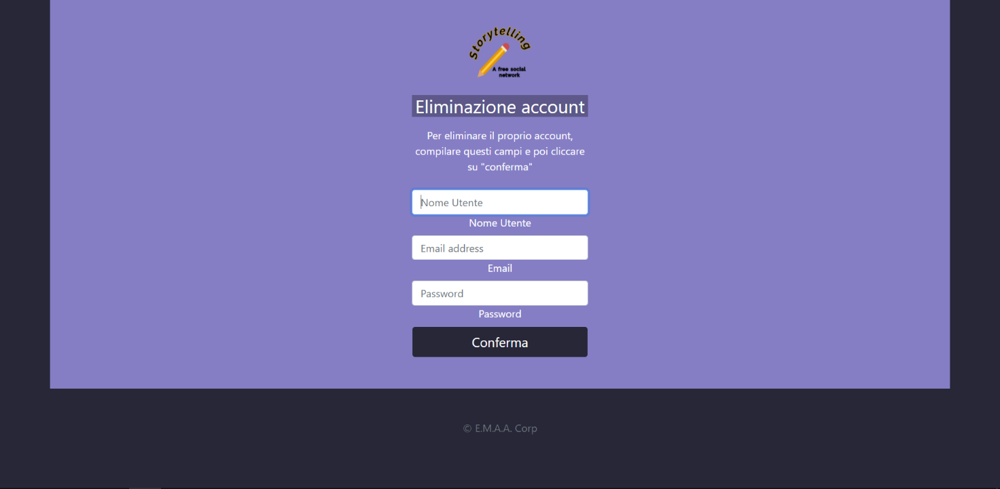 Storytelling
A free social
network
Eliminazione account
Per eliminare il proprio account,
compilare questi campi e poi cliccare
su "conferma"
Nome Utente
Nome Utente
Email address
Email
Password
Password
Conferma
© E.M.A.A. Corp